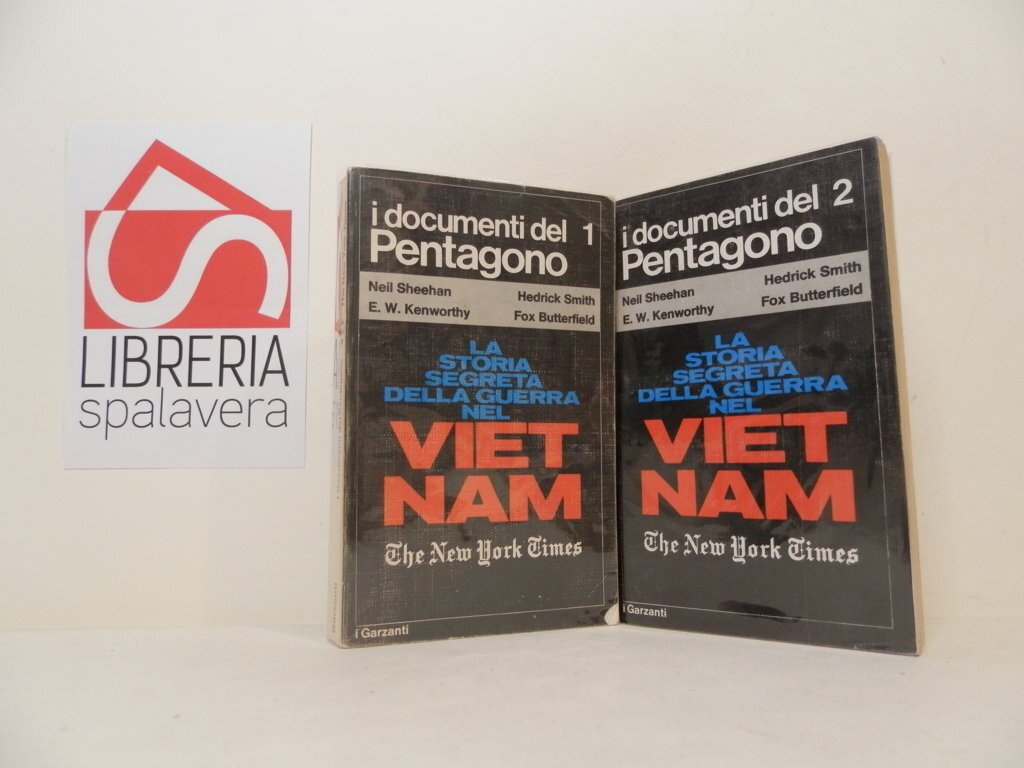 LIBRERIA
spalavera
i documenti del 1
Pentagono
Neil Sheehan Hedrick Smith
E. W. Kenworthy Fox Butterfield
LA
STORIA
SEGRETA
DELLA GUERRA
NEL
VIET
NAM
The New York Times
i Garzanti
i documenti del 2
Pentagono
Neil Sheehan Hedrick Smith
E. W. Kenworthy Fox Butterfield
LA
STORIA
SEGRETA
DELLA GUERRA
NEL
VIET
NAM
The New York Times
i Garzanti